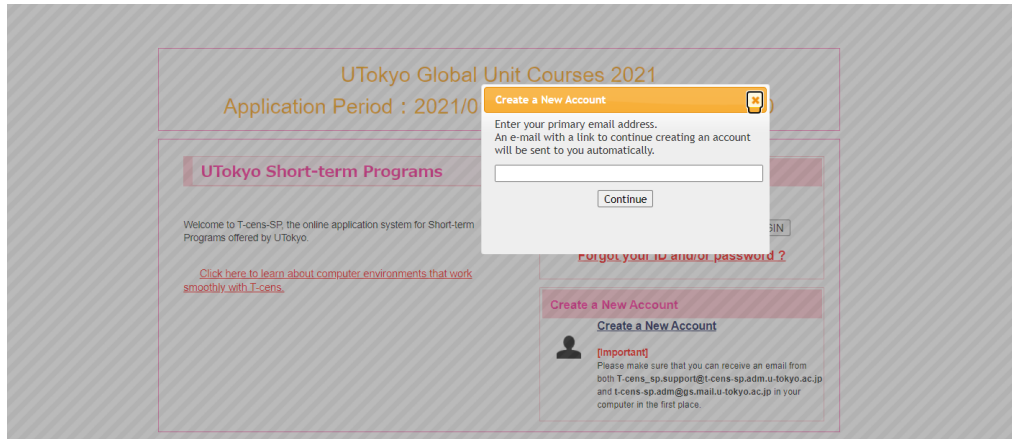 UTokyo Global Unit Courses 2021
Application Period : 2021/0
Create a New Account
Enter your primary email address.
An e-mail with a link to continue creating an account
will be sent to you automatically.
Continue
UTokyo Short-term Programs
Welcome to T-cens-SP, the online application system for Short-term
Programs offered by UTokyo.
Click here to learn about computer environments that work
smoothly with T-cens.
Forgot your ID and/or password ?
Create a New Account
Create a New Account
[Important]
Please make sure that you can receive an email from
both T-cens_sp.support@t-cens-sp.adm.u-tokyo.ac.jp
and t-cens-sp.adm@gs.mail.u-tokyo.ac.jp in your
computer in the first place.